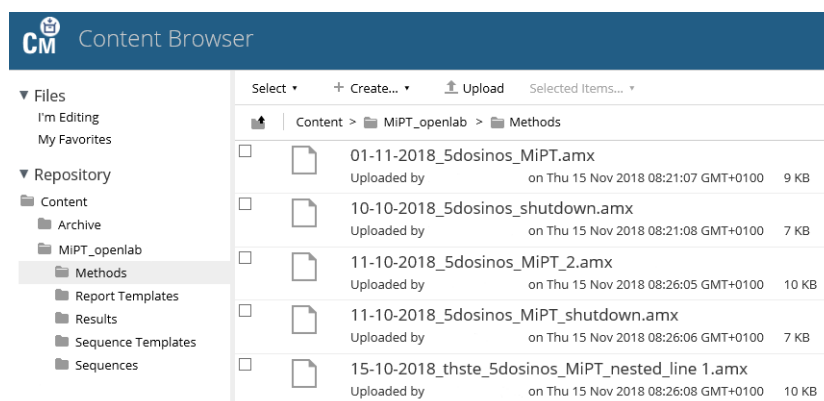 CM Content Browser
Files
I'm Editing
My Favorites
Repository
Content
Archive
MiPT_openlab
Methods
Report Templates
Results
Sequence Templates
Sequences
Select + Create... Upload Selected Items...
Content > MiPT_openlab > Methods
01-11-2018_5dosinos_MiPT.amx
Uploaded by on Thu 15 Nov 2018 08:21:07 GMT+0100 9 KB
10-10-2018_5dosinos_shutdown.amx
Uploaded by on Thu 15 Nov 2018 08:21:08 GMT+0100 7 KB
11-10-2018_5dosinos_MiPT_2.amx
Uploaded by on Thu 15 Nov 2018 08:26:05 GMT+0100 10 KB
11-10-2018_5dosinos_MiPT_shutdown.amx
Uploaded by on Thu 15 Nov 2018 08:26:06 GMT+0100 7 KB
15-10-2018_thste_5dosinos_MiPT_nested_line 1.amx
Uploaded by on Thu 15 Nov 2018 08:26:08 GMT+0100 10 KB